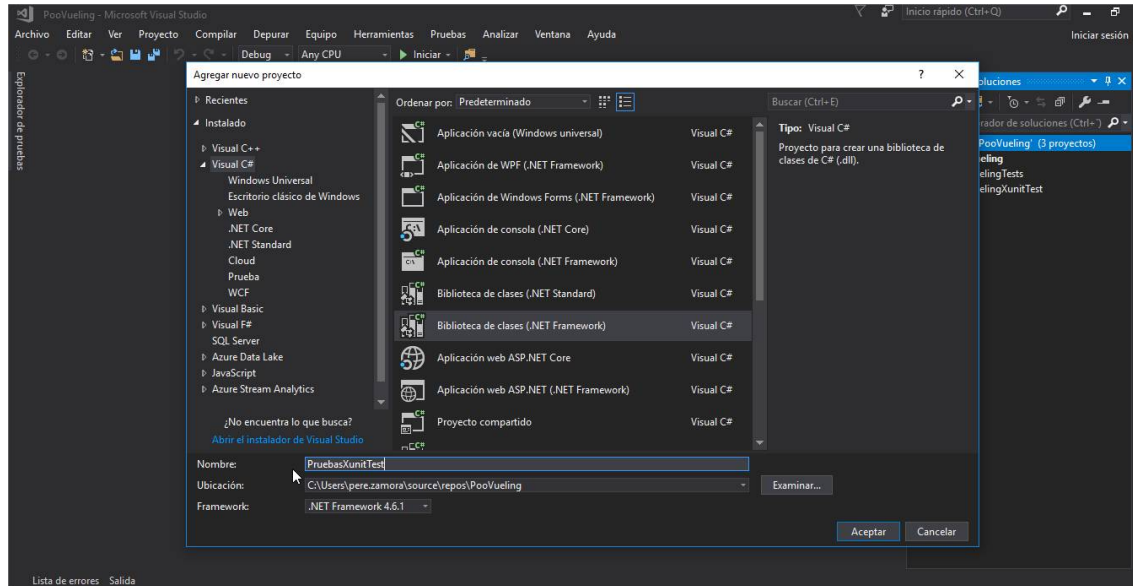 PooVueling - Microsoft Visual Studio
Inicio rápido (Ctrl+Q)
Archivo Editar Ver Proyecto Compilar Depurar Equipo Herramientas Pruebas Analizar Ventana Ayuda
Iniciar sesión
Debug Any CPU Iniciar
Explorador de pruebas
Agregar nuevo proyecto ? X
Recientes
Instalado
Visual C++
Visual C#
Windows Universal
Escritorio clásico de Windows
Web
.NET Core
.NET Standard
Cloud
Prueba
WCF
Visual Basic
Visual F#
SQL Server
Azure Data Lake
JavaScript
Azure Stream Analytics
¿No encuentra lo que busca?
Abrir el instalador de Visual Studio
Ordenar por: Predeterminado
Aplicación vacía (Windows universal) Visual C#
Aplicación de WPF (.NET Framework) Visual C#
Aplicación de Windows Forms (.NET Framework) Visual C#
Aplicación de consola (.NET Core) Visual C#
Aplicación de consola (.NET Framework) Visual C#
Biblioteca de clases (.NET Standard) Visual C#
Biblioteca de clases (.NET Framework) Visual C#
Aplicación web ASP.NET Core Visual C#
Aplicación web ASP.NET (.NET Framework) Visual C#
Proyecto compartido Visual C#
Buscar (Ctrl+E)
Tipo: Visual C#
Proyecto para crear una biblioteca de
clases de C# (.dll).
Nombre: PruebasXunitTest
Ubicación: C:\Users\pere.zamora\source\repos\PooVueling Examinar...
Framework: .NET Framework 4.6.1
Aceptar Cancelar
oluciones
rador de soluciones (Ctrl+´)
PooVueling' (3 proyectos)
eling
elingTests
elingXunitTest
Lista de errores Salida